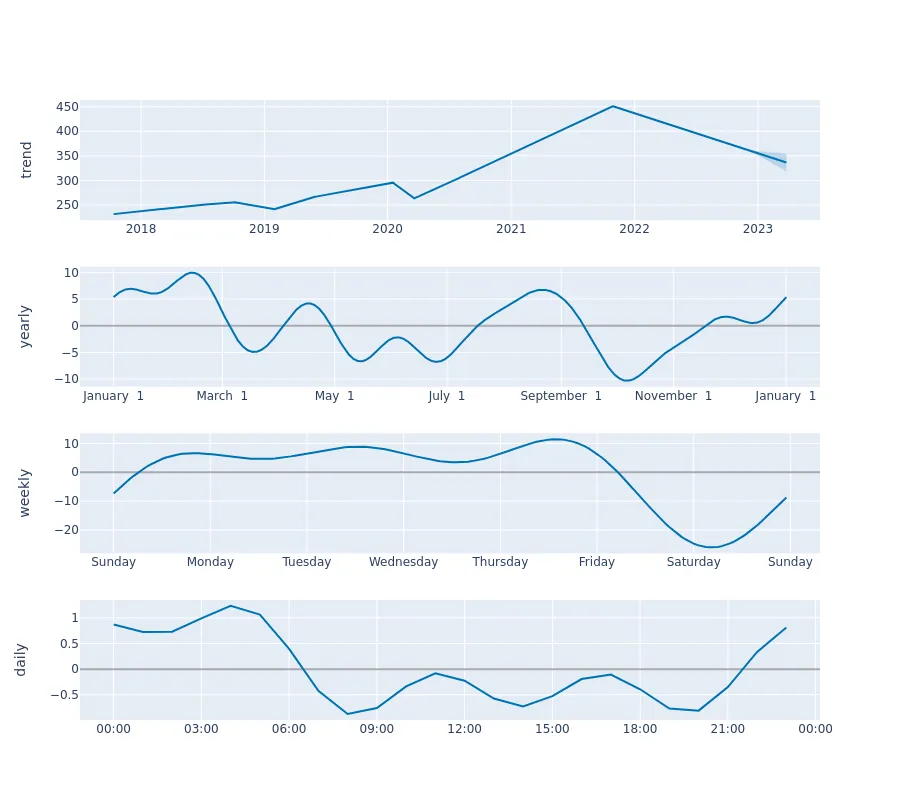 trend
450
400
350
300
250
2018 2019 2020 2021 2022 2023
yearly
10
5
0
−5
−10
January 1 March 1 May 1 July 1 September 1 November 1 January 1
weekly
10
0
−10
−20
Sunday Monday Tuesday Wednesday Thursday Friday Saturday Sunday
daily
1
0.5
0
−0.5
00:00 03:00 06:00 09:00 12:00 15:00 18:00 21:00 00:00